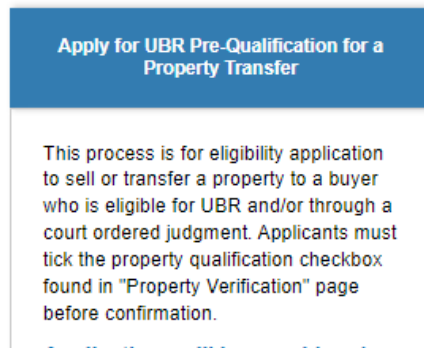 Apply for UBR Pre-Qualification for a
Property Transfer
This process is for eligibility application
to sell or transfer a property to a buyer
who is eligible for UBR and/or through a
court ordered judgment. Applicants must
tick the property qualification checkbox
found in "Property Verification" page
before confirmation.